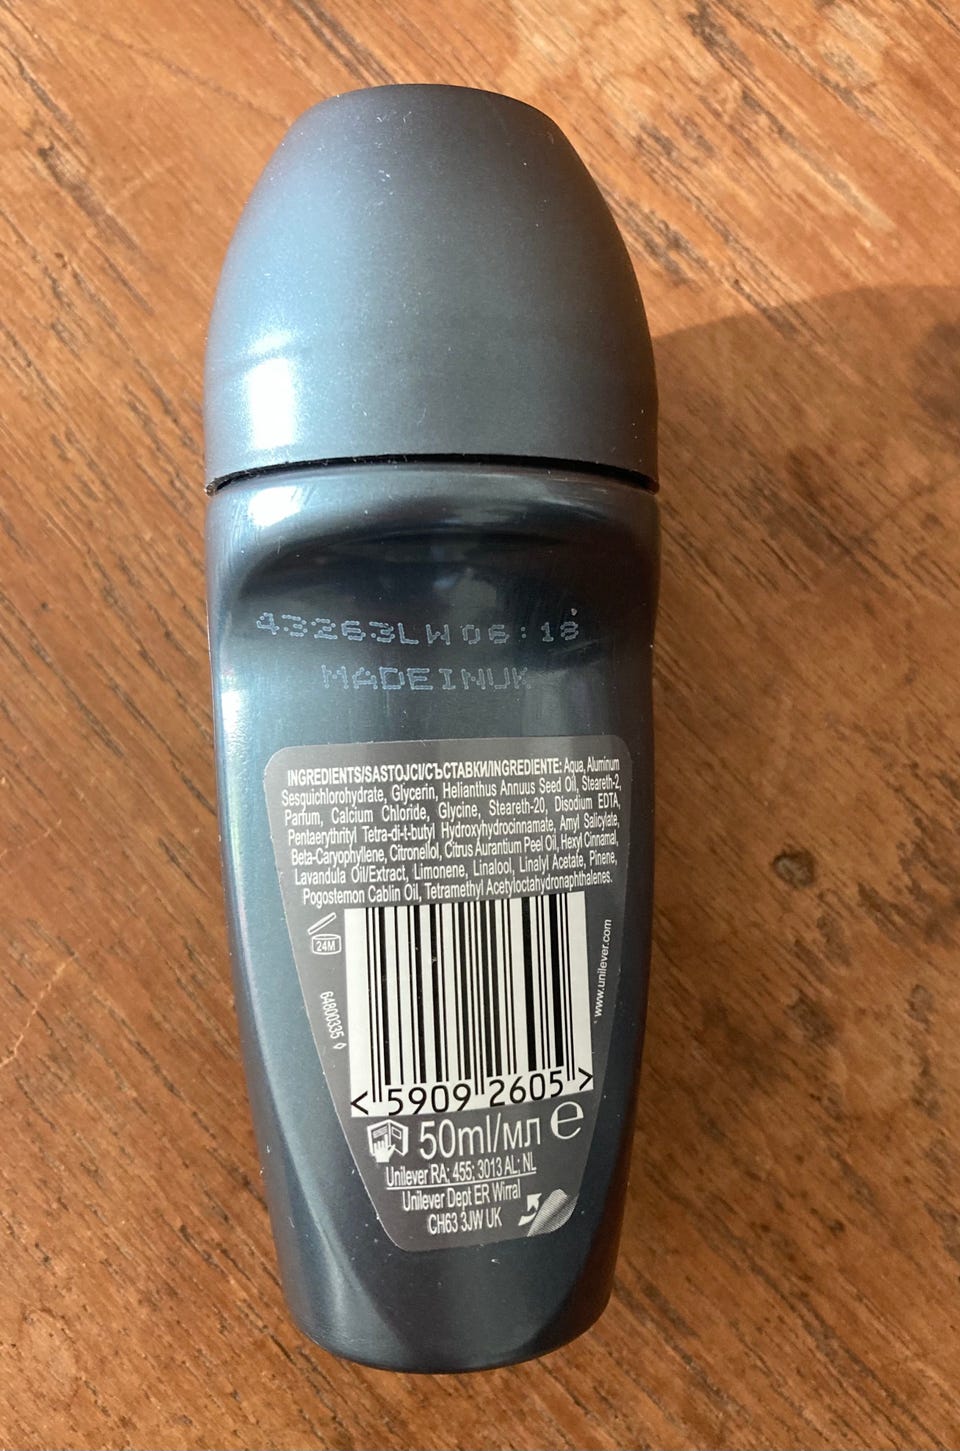 43263LW06:18
MADEINUK
INGREDIENTS/SASTOJCI/СЪСТАВКИ/INGREDIENTE: Aqua, Aluminum
Sesquichlorohydrate, Glycerin, Helianthus Annuus Seed Oil, Steareth-2,
Parfum, Calcium Chloride, Glycine, Steareth-20, Disodium EDTA,
Pentaerythrityl Tetra-di-t-butyl Hydroxyhydrocinnamate, Amyl Salicylate,
Beta-Caryophyllene, Citronellol, Citrus Aurantium Peel Oil, Hexyl Cinnamal,
Lavandula Oil/Extract, Limonene, Linalool, Linalyl Acetate, Pinene,
Pogostemon Cablin Oil, Tetramethyl Acetyloctahydronaphthalenes.
24M
64800335
www.unilever.com
<5909 2605>
50ml/мл e
Unilever RA; 455; 3013 AL; NL
Unilever Dept ER Wirral
CH63 3JW UK